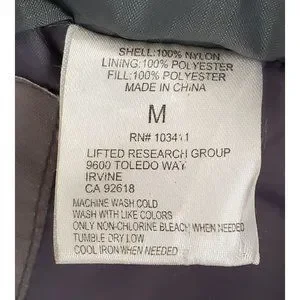 SHELL:100% NYLON
LINING: 100% POLYESTER
FILL:100% POLYESTER
MADE IN CHINA
M
RN# 103411
LIFTED RESEARCH GROUP
9600 TOLEDO WAY
IRVINE
CA 92618
MACHINE WASH COLD
WASH WITH LIKE COLORS
ONLY NON-CHLORINE BLEACH WHEN NEEDED
TUMBLE DRY LOW
COOL IRON WHEN NEEDED